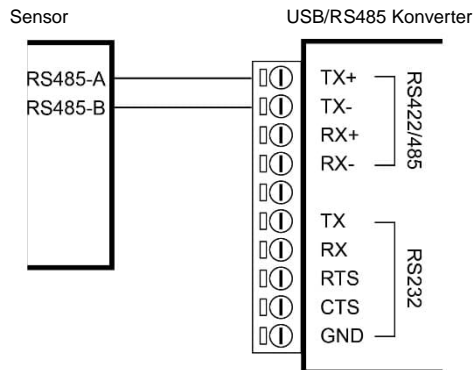 Sensor
USB/RS485 Konverter
RS485-A
RS485-B
TX+
TX-
RX+
RX-
RS422/485
TX
RX
RTS
CTS
GND
RS232